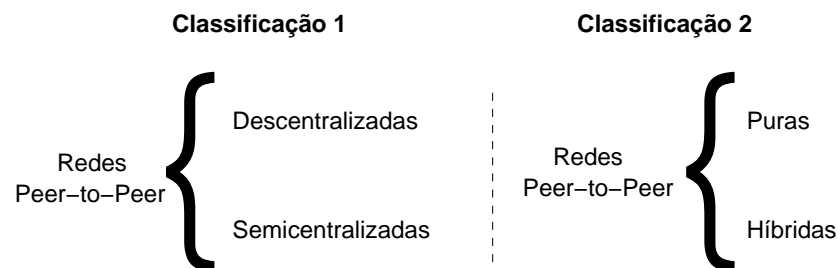 Classificação 1
Descentralizadas
Redes
Peer−to−Peer
Semicentralizadas
Classificação 2
Puras
Redes
Peer−to−Peer
Híbridas